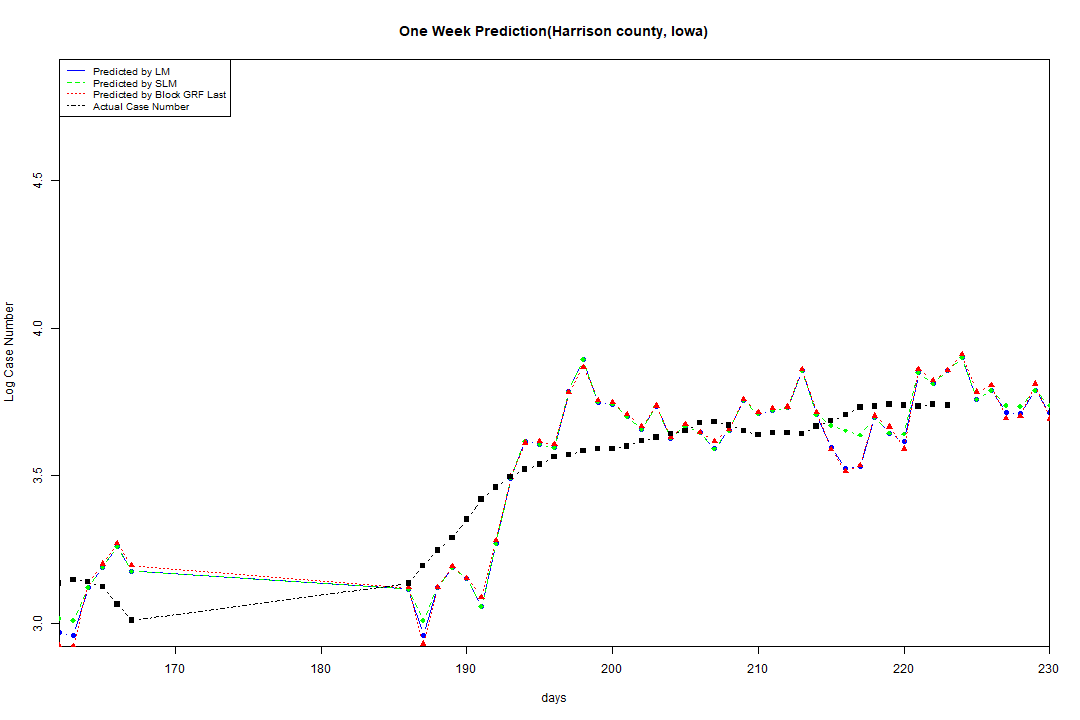 One Week Prediction(Harrison county, Iowa)
Predicted by LM
Predicted by SLM
Predicted by Block GRF Last
Actual Case Number
4.5
4.0
3.5
3.0
Log Case Number
170 180 190 200 210 220 230
days